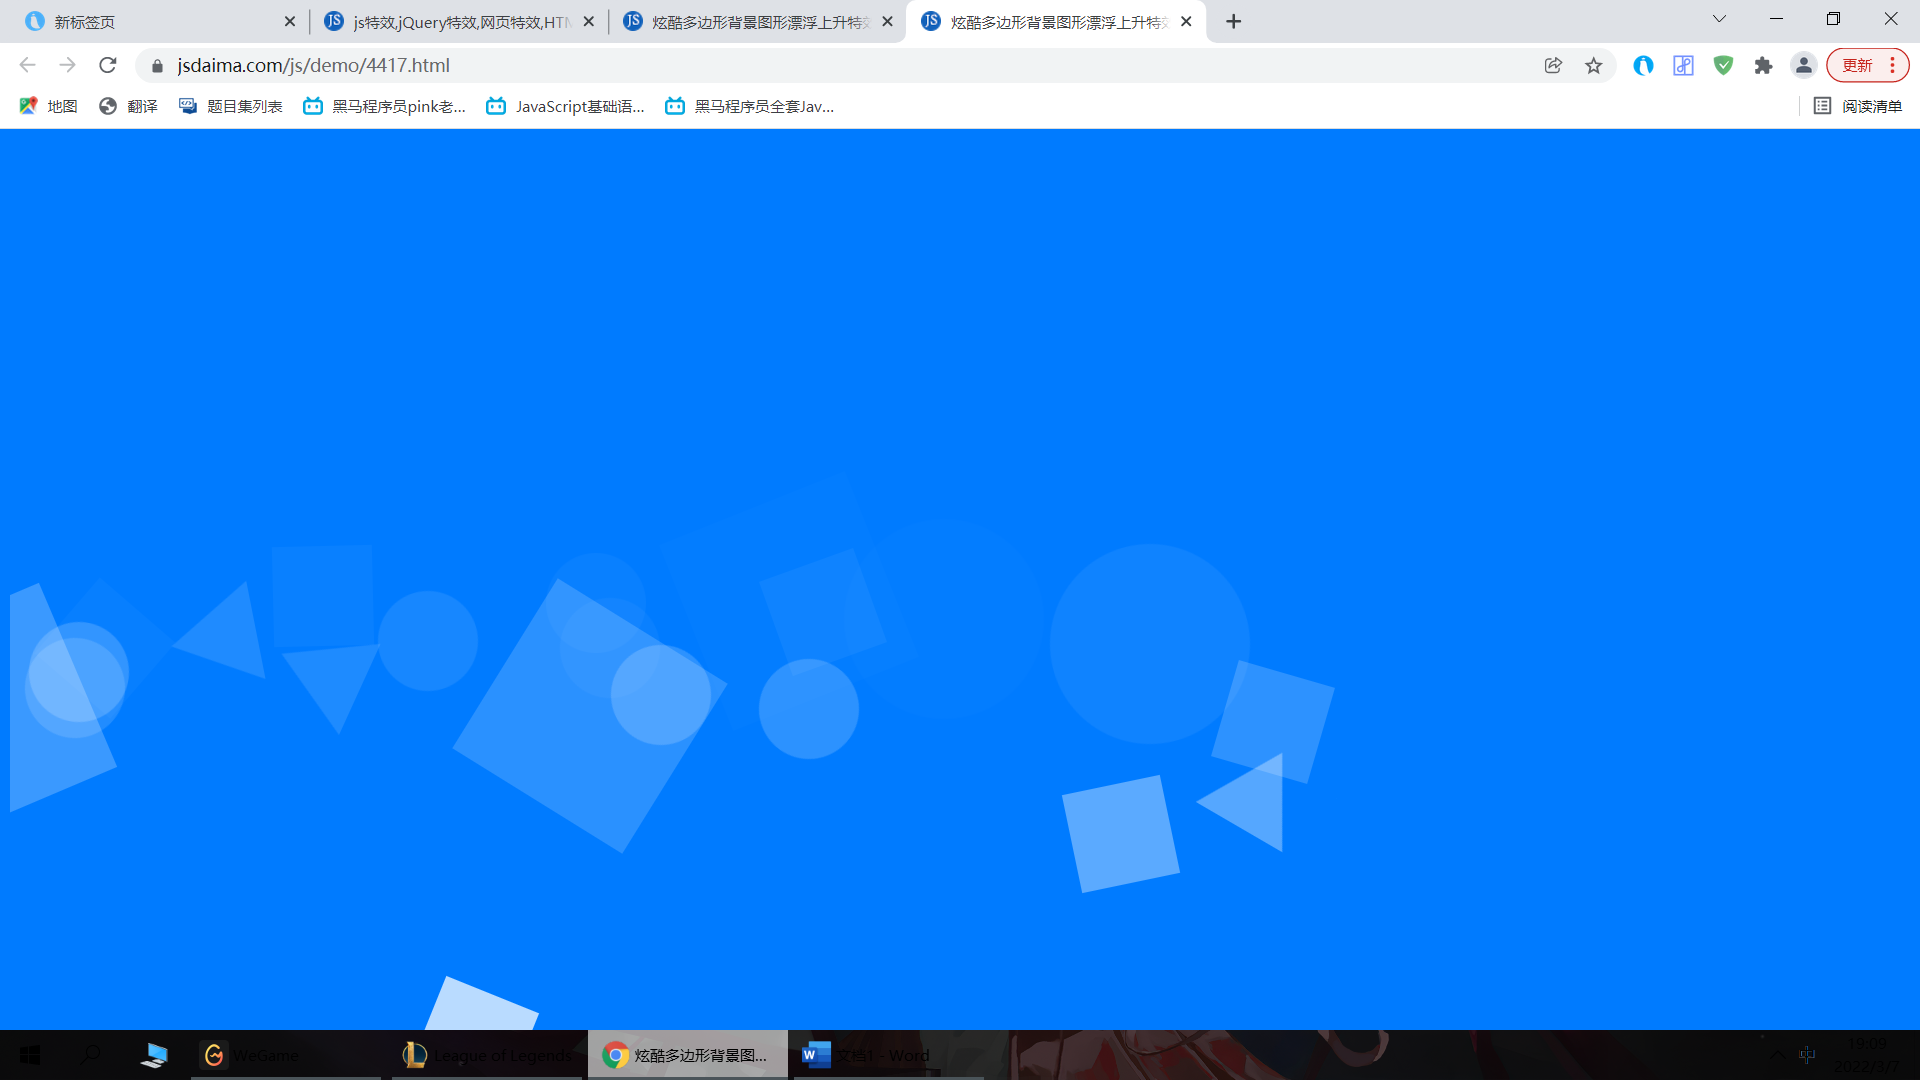 新标签页
js特效,jQuery特效,网页特效,HTM
炫酷多边形背景图形漂浮上升特效
炫酷多边形背景图形漂浮上升特效
jsdaima.com/js/demo/4417.html
更新
地图
翻译
题目集列表
黑马程序员pink老...
JavaScript基础语...
黑马程序员全套Jav...
阅读清单
WeGame
League of Legends
炫酷多边形背景图...
文档1 - Word
中
19:09
2022/3/7